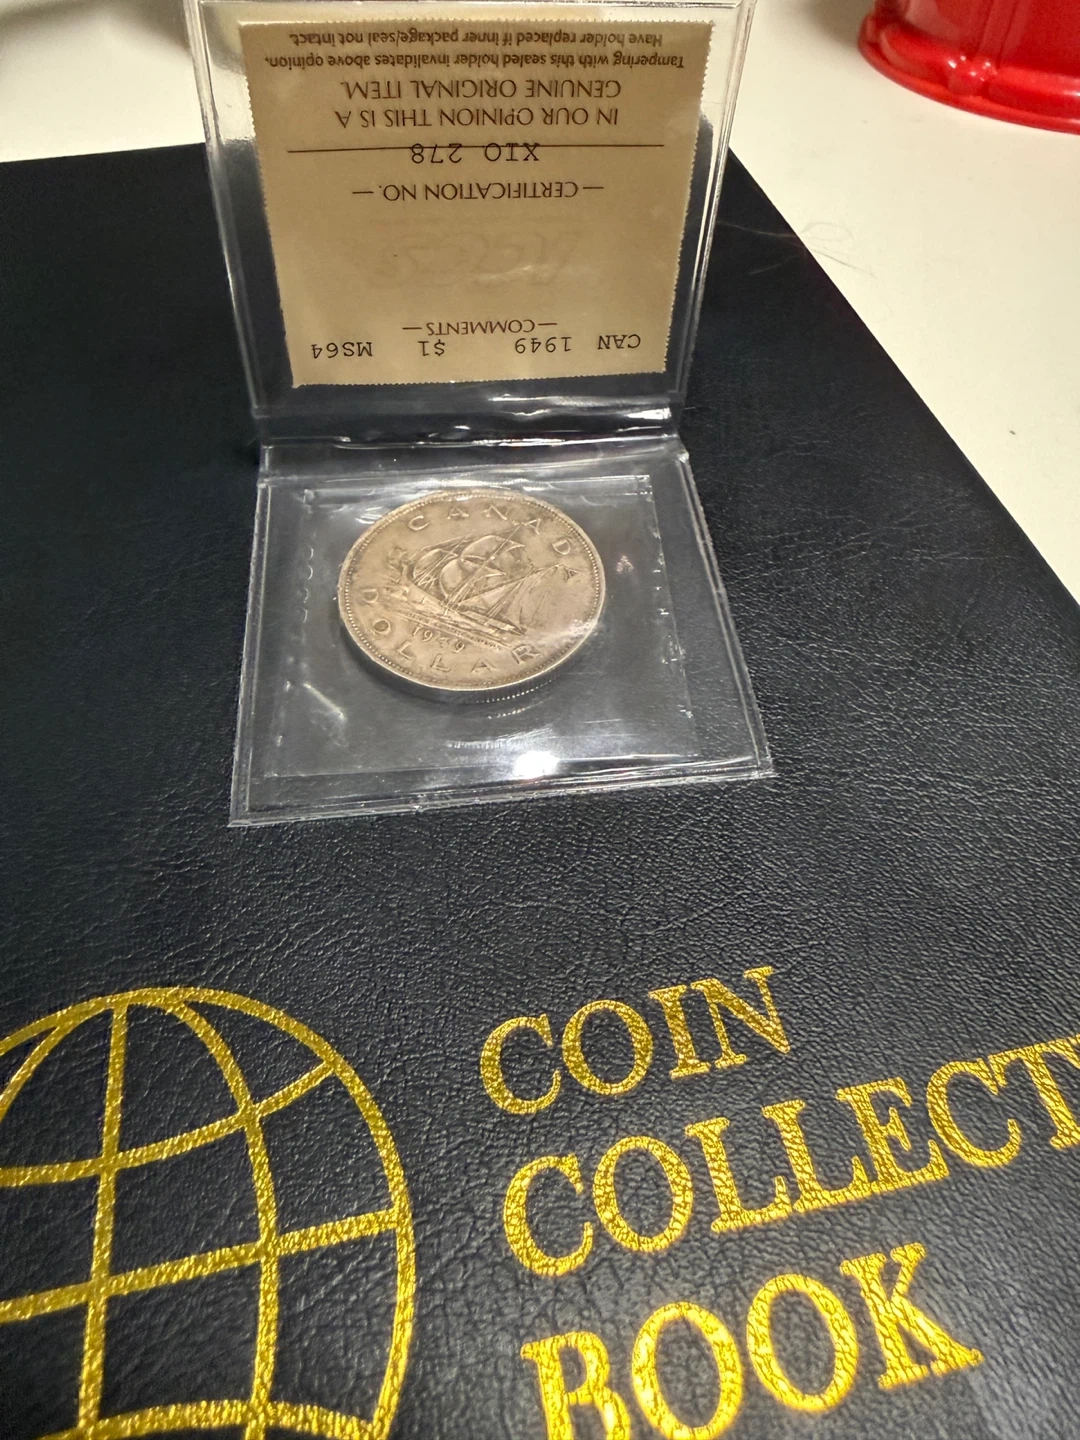 CAN 1949 $1 MS64
— COMMENTS —
— CERTIFICATION NO. —
XIO 278
IN OUR OPINION THIS IS A
GENUINE ORIGINAL ITEM.
Tampering with this sealed holder invalidates above opinion.
Have holder replaced if inner package/seal not intact.
CANADA
1949
DOLLAR
COIN
COLLECT
BOOK